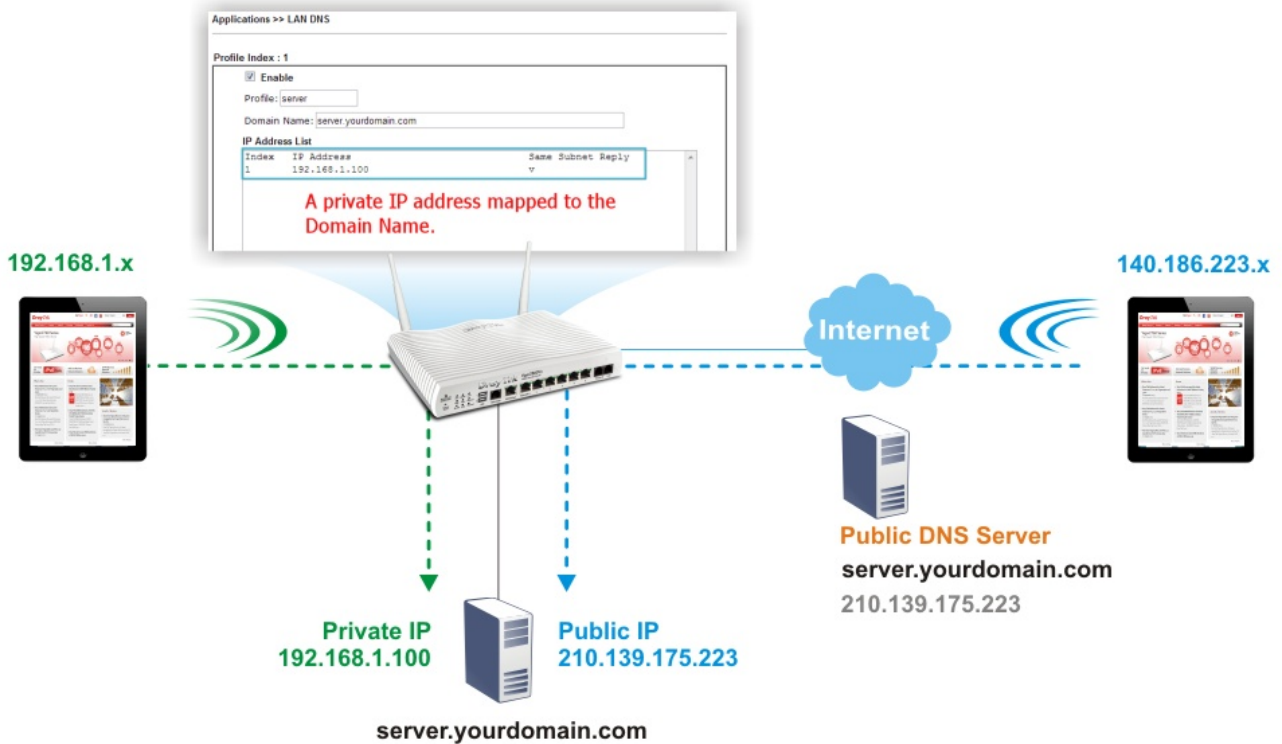 Applications >> LAN DNS
Profile Index : 1
Enable
Profile: server
Domain Name: server.yourdomain.com
IP Address List
Index IP Address Same Subnet Reply
1 192.168.1.100 ▽
A private IP address mapped to the
Domain Name.
192.168.1.x
140.186.223.x
Internet
Public DNS Server
server.yourdomain.com
210.139.175.223
Private IP
192.168.1.100
Public IP
210.139.175.223
server.yourdomain.com